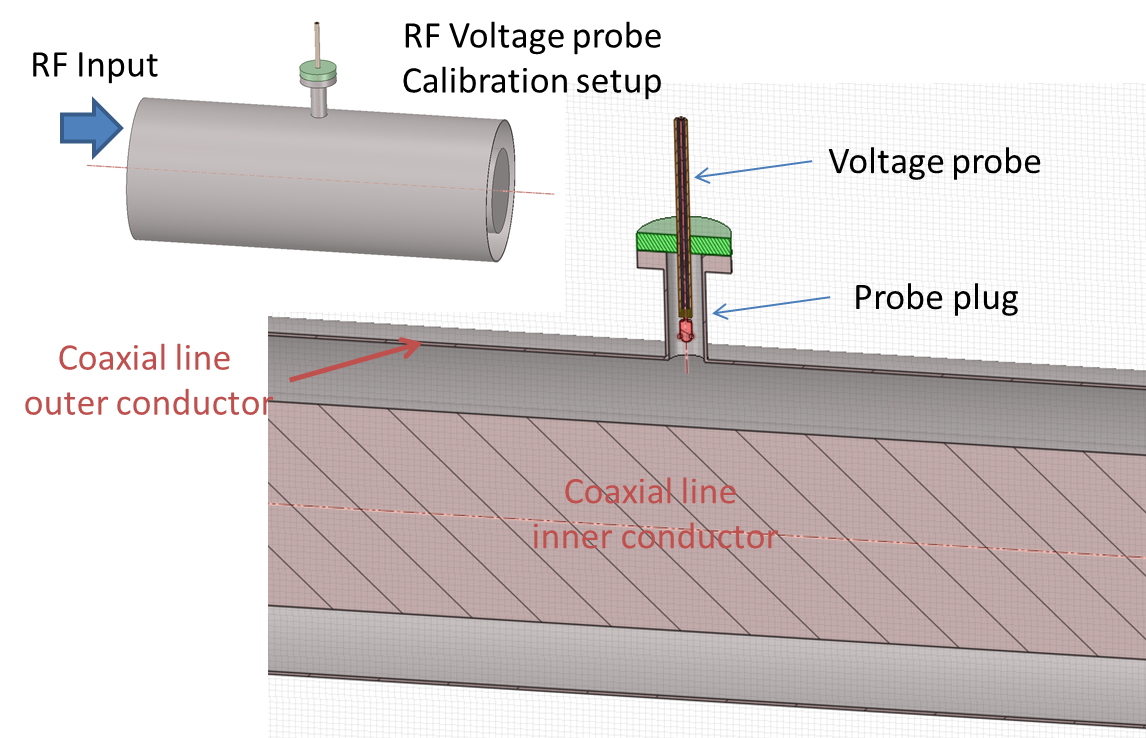 RF Input
RF Voltage probe
Calibration setup
Voltage probe
Probe plug
Coaxial line
outer conductor
Coaxial line
inner conductor